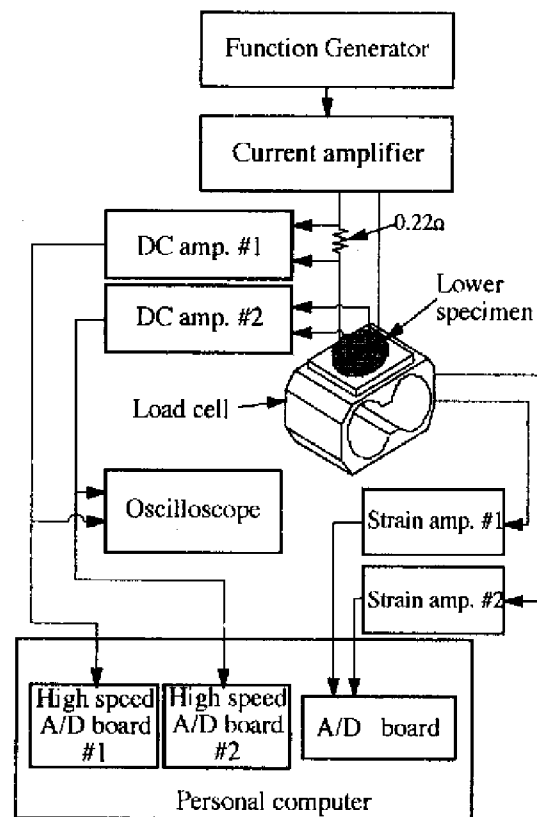 Function Generator
Current amplifier
0.22Ω
DC amp. #1
DC amp. #2
Lower
specimen
Load cell
Oscilloscope
Strain amp. #1
Strain amp. #2
High speed
A/D board
#1
High speed
A/D board
#2
A/D board
Personal computer